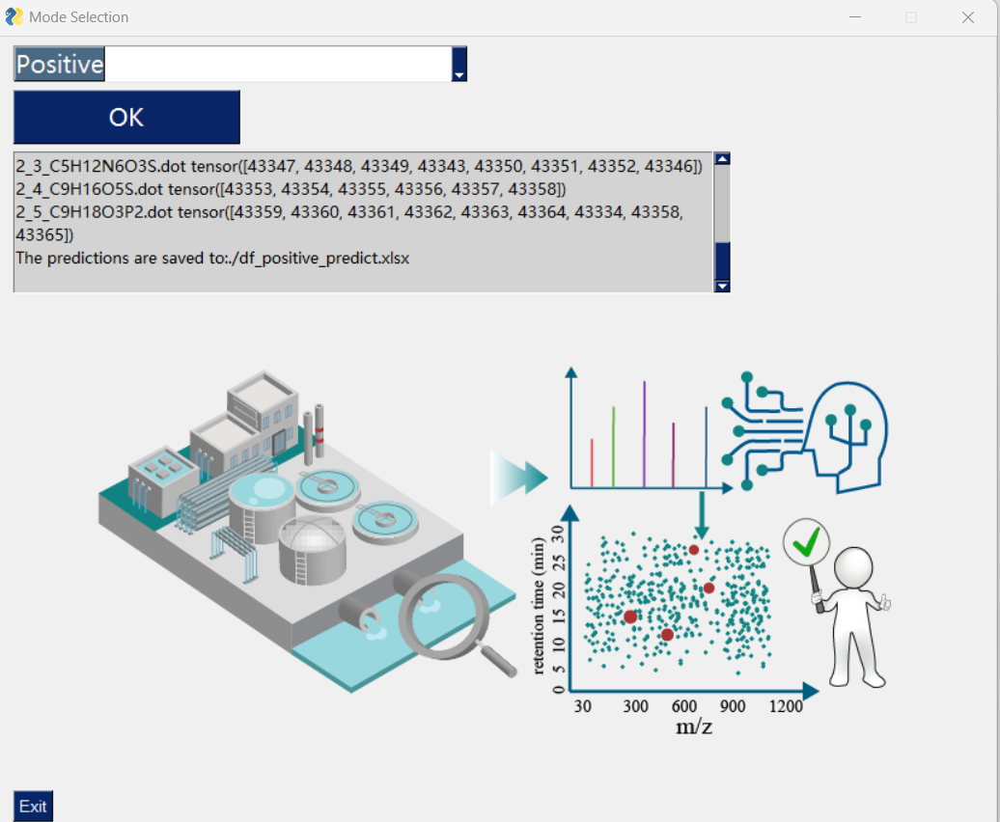 Mode Selection
Positive
OK
2_3_C5H12N6O3S.dot tensor([43347, 43348, 43349, 43343, 43350, 43351, 43352, 43346])
2_4_C9H16O5S.dot tensor([43353, 43354, 43355, 43356, 43357, 43358])
2_5_C9H18O3P2.dot tensor([43359, 43360, 43361, 43362, 43363, 43364, 43334, 43358,
43365])
The predictions are saved to:./df_positive_predict.xlsx
retention time (min)
30
25
20
15
10
5
0
30 300 600 900 1200
m/z
Exit